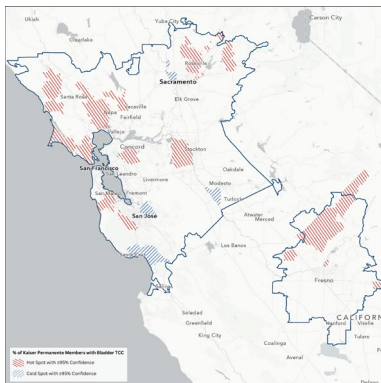 Ukiah
Yuba City
Clearlake
Carson City
Roseville
Sacramento
Santa Rosa
Vacaville
Napa
Fairfield
Elk Grove
Vallejo
Concord
Stockton
San Francisco
San Leandro
Livermore
Oakdale
Modesto
San Mateo
Fremont
Turlock
San José
Atwater
Merced
Los Banos
Salinas
Fresno
Soledad
Greenfield
CALIFOR
King City
Hanford
Visalia
Coalinga
Tulare
Avenal
% of Kaiser Permanente Members with Bladder TCC
Hot Spot with ≥95% Confidence
Cold Spot with ≥95% Confidence